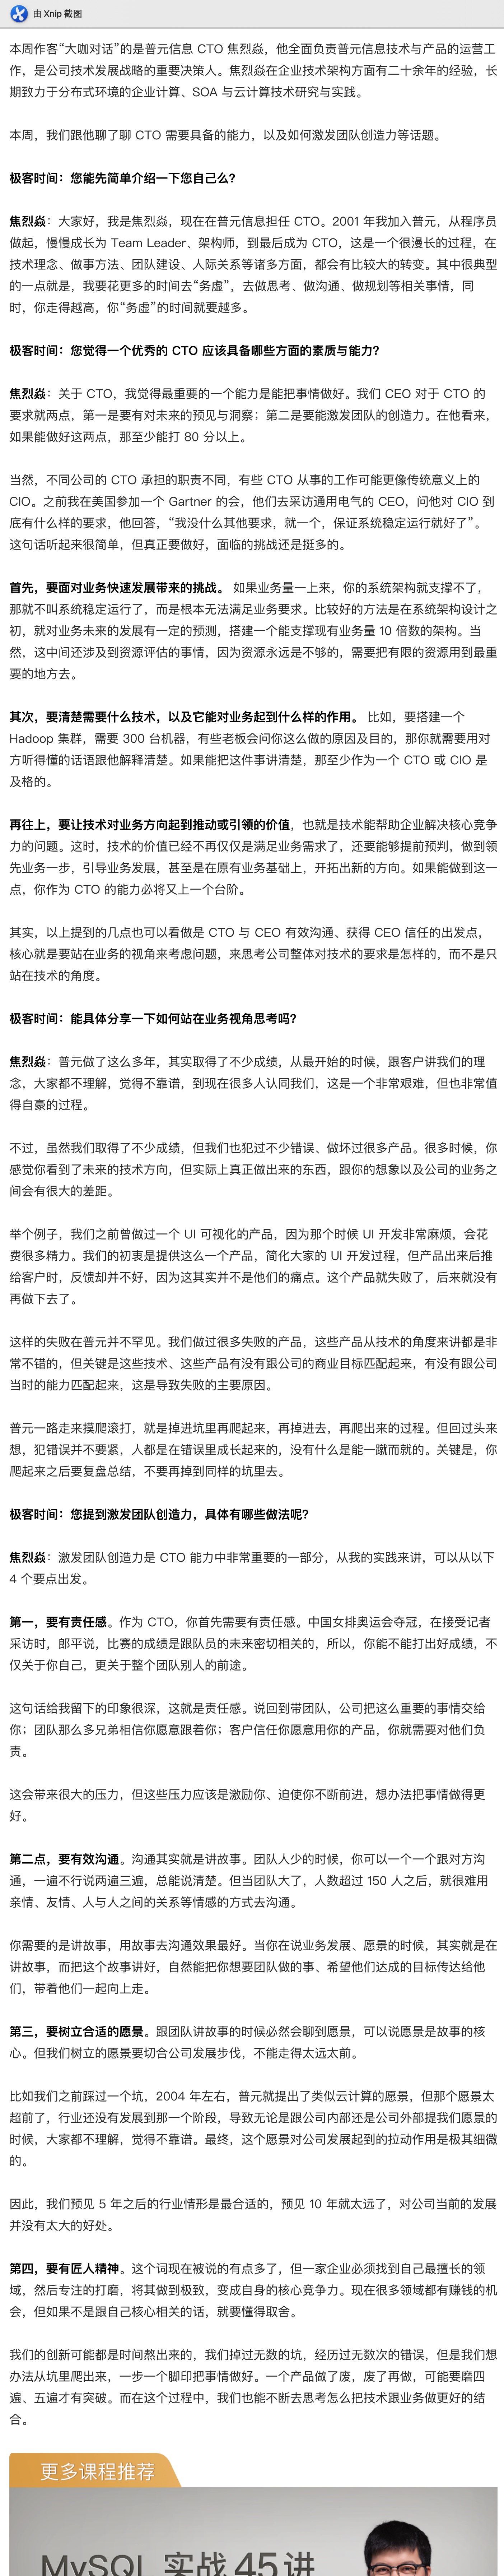 由 Xnip 截图
本周作客“大咖对话”的是普元信息 CTO 焦烈焱，他全面负责普元信息技术与产品的运营工
作，是公司技术发展战略的重要决策人。焦烈焱在企业技术架构方面有二十余年的经验，长
期致力于分布式环境的企业计算、SOA 与云计算技术研究与实践。
本周，我们跟他聊了聊 CTO 需要具备的能力，以及如何激发团队创造力等话题。
极客时间：您能先简单介绍一下您自己么？
焦烈焱：大家好，我是焦烈焱，现在在普元信息担任 CTO。2001 年我加入普元，从程序员
做起，慢慢成长为 Team Leader、架构师，到最后成为 CTO，这是一个很漫长的过程，在
技术理念、做事方法、团队建设、人际关系等诸多方面，都会有比较大的转变。其中很典型
的一点就是，我要花更多的时间去“务虚”，去做思考、做沟通、做规划等相关事情，同
时，你走得越高，你“务虚”的时间就要越多。
极客时间：您觉得一个优秀的 CTO 应该具备哪些方面的素质与能力？
焦烈焱：关于 CTO，我觉得最重要的一个能力是能把事情做好。我们 CEO 对于 CTO 的
要求就两点，第一是要有对未来的预见与洞察；第二是要能激发团队的创造力。在他看来，
如果能做好这两点，那至少能打 80 分以上。
当然，不同公司的 CTO 承担的职责不同，有些 CTO 从事的工作可能更像传统意义上的
CIO。之前我在美国参加一个 Gartner 的会，他们去采访通用电气的 CEO，问他对 CIO 到
底有什么样的要求，他回答，“我没什么其他要求，就一个，保证系统稳定运行就好了”。
这句话听起来很简单，但真正要做好，面临的挑战还是挺多的。
首先，要面对业务快速发展带来的挑战。 如果业务量一上来，你的系统架构就支撑不了，
那就不叫系统稳定运行了，而是根本无法满足业务要求。比较好的方法是在系统架构设计之
初，就对业务未来的发展有一定的预测，搭建一个能支撑现有业务量 10 倍数的架构。当
然，这中间还涉及到资源评估的事情，因为资源永远是不够的，需要把有限的资源用到最重
要的地方去。
其次，要清楚需要什么技术，以及它能对业务起到什么样的作用。 比如，要搭建一个
Hadoop 集群，需要 300 台机器，有些老板会问你这么做的原因及目的，那你就需要用对
方听得懂的话语跟他解释清楚。如果能把这件事讲清楚，那至少作为一个 CTO 或 CIO 是
及格的。
再往上，要让技术对业务方向起到推动或引领的价值，也就是技术能帮助企业解决核心竞争
力的问题。这时，技术的价值已经不再仅仅是满足业务需求了，还要能够提前预判，做到领
先业务一步，引导业务发展，甚至是在原有业务基础上，开拓出新的方向。如果能做到这一
点，你作为 CTO 的能力必将又上一个台阶。
其实，以上提到的几点也可以看做是 CTO 与 CEO 有效沟通、获得 CEO 信任的出发点，
核心就是要站在业务的视角来考虑问题，来思考公司整体对技术的要求是怎样的，而不是只
站在技术的角度。
极客时间：能具体分享一下如何站在业务视角思考吗？
焦烈焱：普元做了这么多年，其实取得了不少成绩，从最开始的时候，跟客户讲我们的理
念，大家都不理解，觉得不靠谱，到现在很多人认同我们，这是一个非常艰难，但也非常值
得自豪的过程。
不过，虽然我们取得了不少成绩，但我们也犯过不少错误、做坏过很多产品。很多时候，你
感觉你看到了未来的技术方向，但实际上真正做出来的东西，跟你的想象以及公司的业务之
间会有很大的差距。
举个例子，我们之前曾做过一个 UI 可视化的产品，因为那个时候 UI 开发非常麻烦，会花
费很多精力。我们的初衷是提供这么一个产品，简化大家的 UI 开发过程，但产品出来后推
给客户时，反馈却并不好，因为这其实并不是他们的痛点。这个产品就失败了，后来就没有
再做下去了。
这样的失败在普元并不罕见。我们做过很多失败的产品，这些产品从技术的角度来讲都是非
常不错的，但关键是这些技术、这些产品有没有跟公司的商业目标匹配起来，有没有跟公司
当时的能力匹配起来，这是导致失败的主要原因。
普元一路走来摸爬滚打，就是掉进坑里再爬起来，再掉进去，再爬出来的过程。但回过头来
想，犯错误并不要紧，人都是在错误里成长起来的，没有什么是能一蹴而就的。关键是，你
爬起来之后要复盘总结，不要再掉到同样的坑里去。
极客时间：您提到激发团队创造力，具体有哪些做法呢？
焦烈焱：激发团队创造力是 CTO 能力中非常重要的一部分，从我的实践来讲，可以从以下
4 个要点出发。
第一，要有责任感。作为 CTO，你首先需要有责任感。中国女排奥运会夺冠，在接受记者
采访时，郎平说，比赛的成绩是跟队员的未来密切相关的，所以，你能不能打出好成绩，不
仅关于你自己，更关于整个团队别人的前途。
这句话给我留下的印象很深，这就是责任感。说回到带团队，公司把这么重要的事情交给
你；团队那么多兄弟相信你愿意跟着你；客户信任你愿意用你的产品，你就需要对他们负
责。
这会带来很大的压力，但这些压力应该是激励你、迫使你不断前进，想办法把事情做得更
好。
第二点，要有效沟通。沟通其实就是讲故事。团队人少的时候，你可以一个一个跟对方沟
通，一遍不行说两遍三遍，总能说清楚。但当团队大了，人数超过 150 人之后，就很难用
亲情、友情、人与人之间的关系等情感的方式去沟通。
你需要的是讲故事，用故事去沟通效果最好。当你在说业务发展、愿景的时候，其实就是在
讲故事，而把这个故事讲好，自然能把你想要团队做的事、希望他们达成的目标传达给他
们，带着他们一起向上走。
第三，要树立合适的愿景。跟团队讲故事的时候必然会聊到愿景，可以说愿景是故事的核
心。但我们树立的愿景要切合公司发展步伐，不能走得太远太前。
比如我们之前踩过一个坑，2004 年左右，普元就提出了类似云计算的愿景，但那个愿景太
超前了，行业还没有发展到那一个阶段，导致无论是跟公司内部还是公司外部提我们愿景的
时候，大家都不理解，觉得不靠谱。最终，这个愿景对公司发展起到的拉动作用是极其细微
的。
因此，我们预见 5 年之后的行业情形是最合适的，预见 10 年就太远了，对公司当前的发展
并没有太大的好处。
第四，要有匠人精神。这个词现在被说的有点多了，但一家企业必须找到自己最擅长的领
域，然后专注的打磨，将其做到极致，变成自身的核心竞争力。现在很多领域都有赚钱的机
会，但如果不是跟自己核心相关的话，就要懂得取舍。
我们的创新可能都是时间熬出来的，我们掉过无数的坑，经历过无数次的错误，但是我们想
办法从坑里爬出来，一步一个脚印把事情做好。一个产品做了废，废了再做，可能要磨四
遍、五遍才有突破。而在这个过程中，我们也能不断去思考怎么把技术跟业务做更好的结
合。
更多课程推荐
MySQL 实战 45 讲